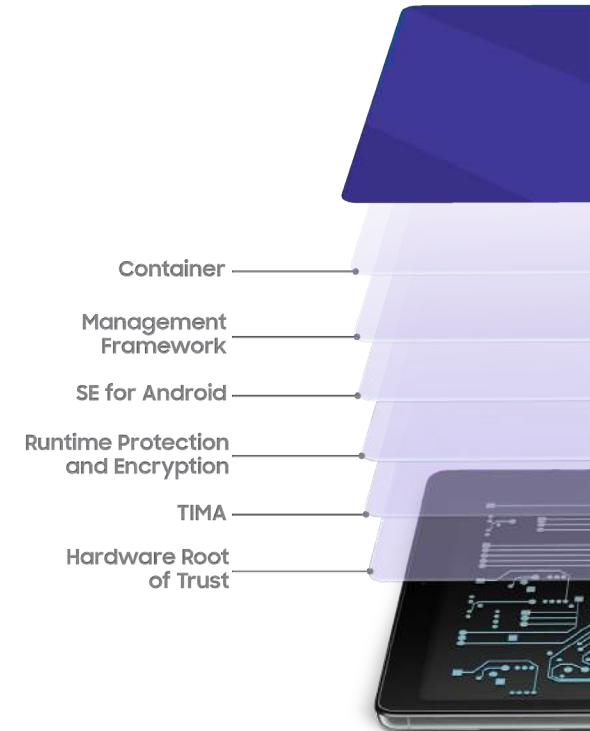 Container
Management
Framework
SE for Android
Runtime Protection
and Encryption
TIMA
Hardware Root
of Trust